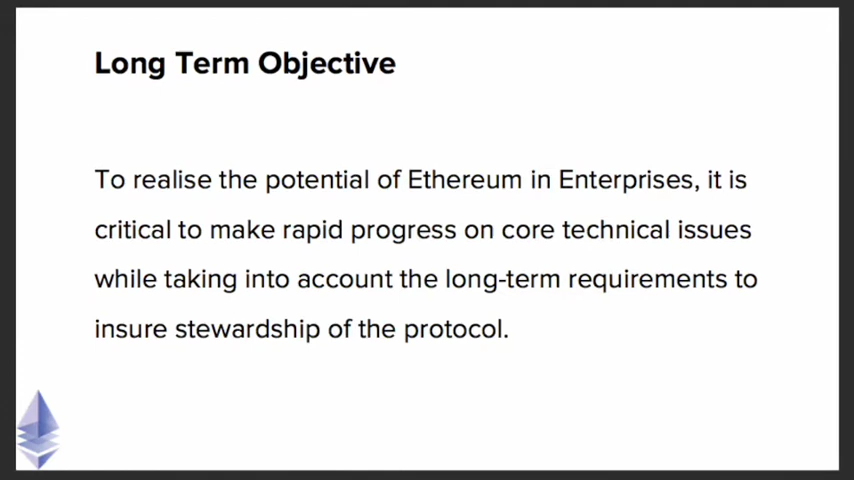 Long Term Objective
To realise the potential of Ethereum in Enterprises, it is
critical to make rapid progress on core technical issues
while taking into account the long-term requirements to
insure stewardship of the protocol.